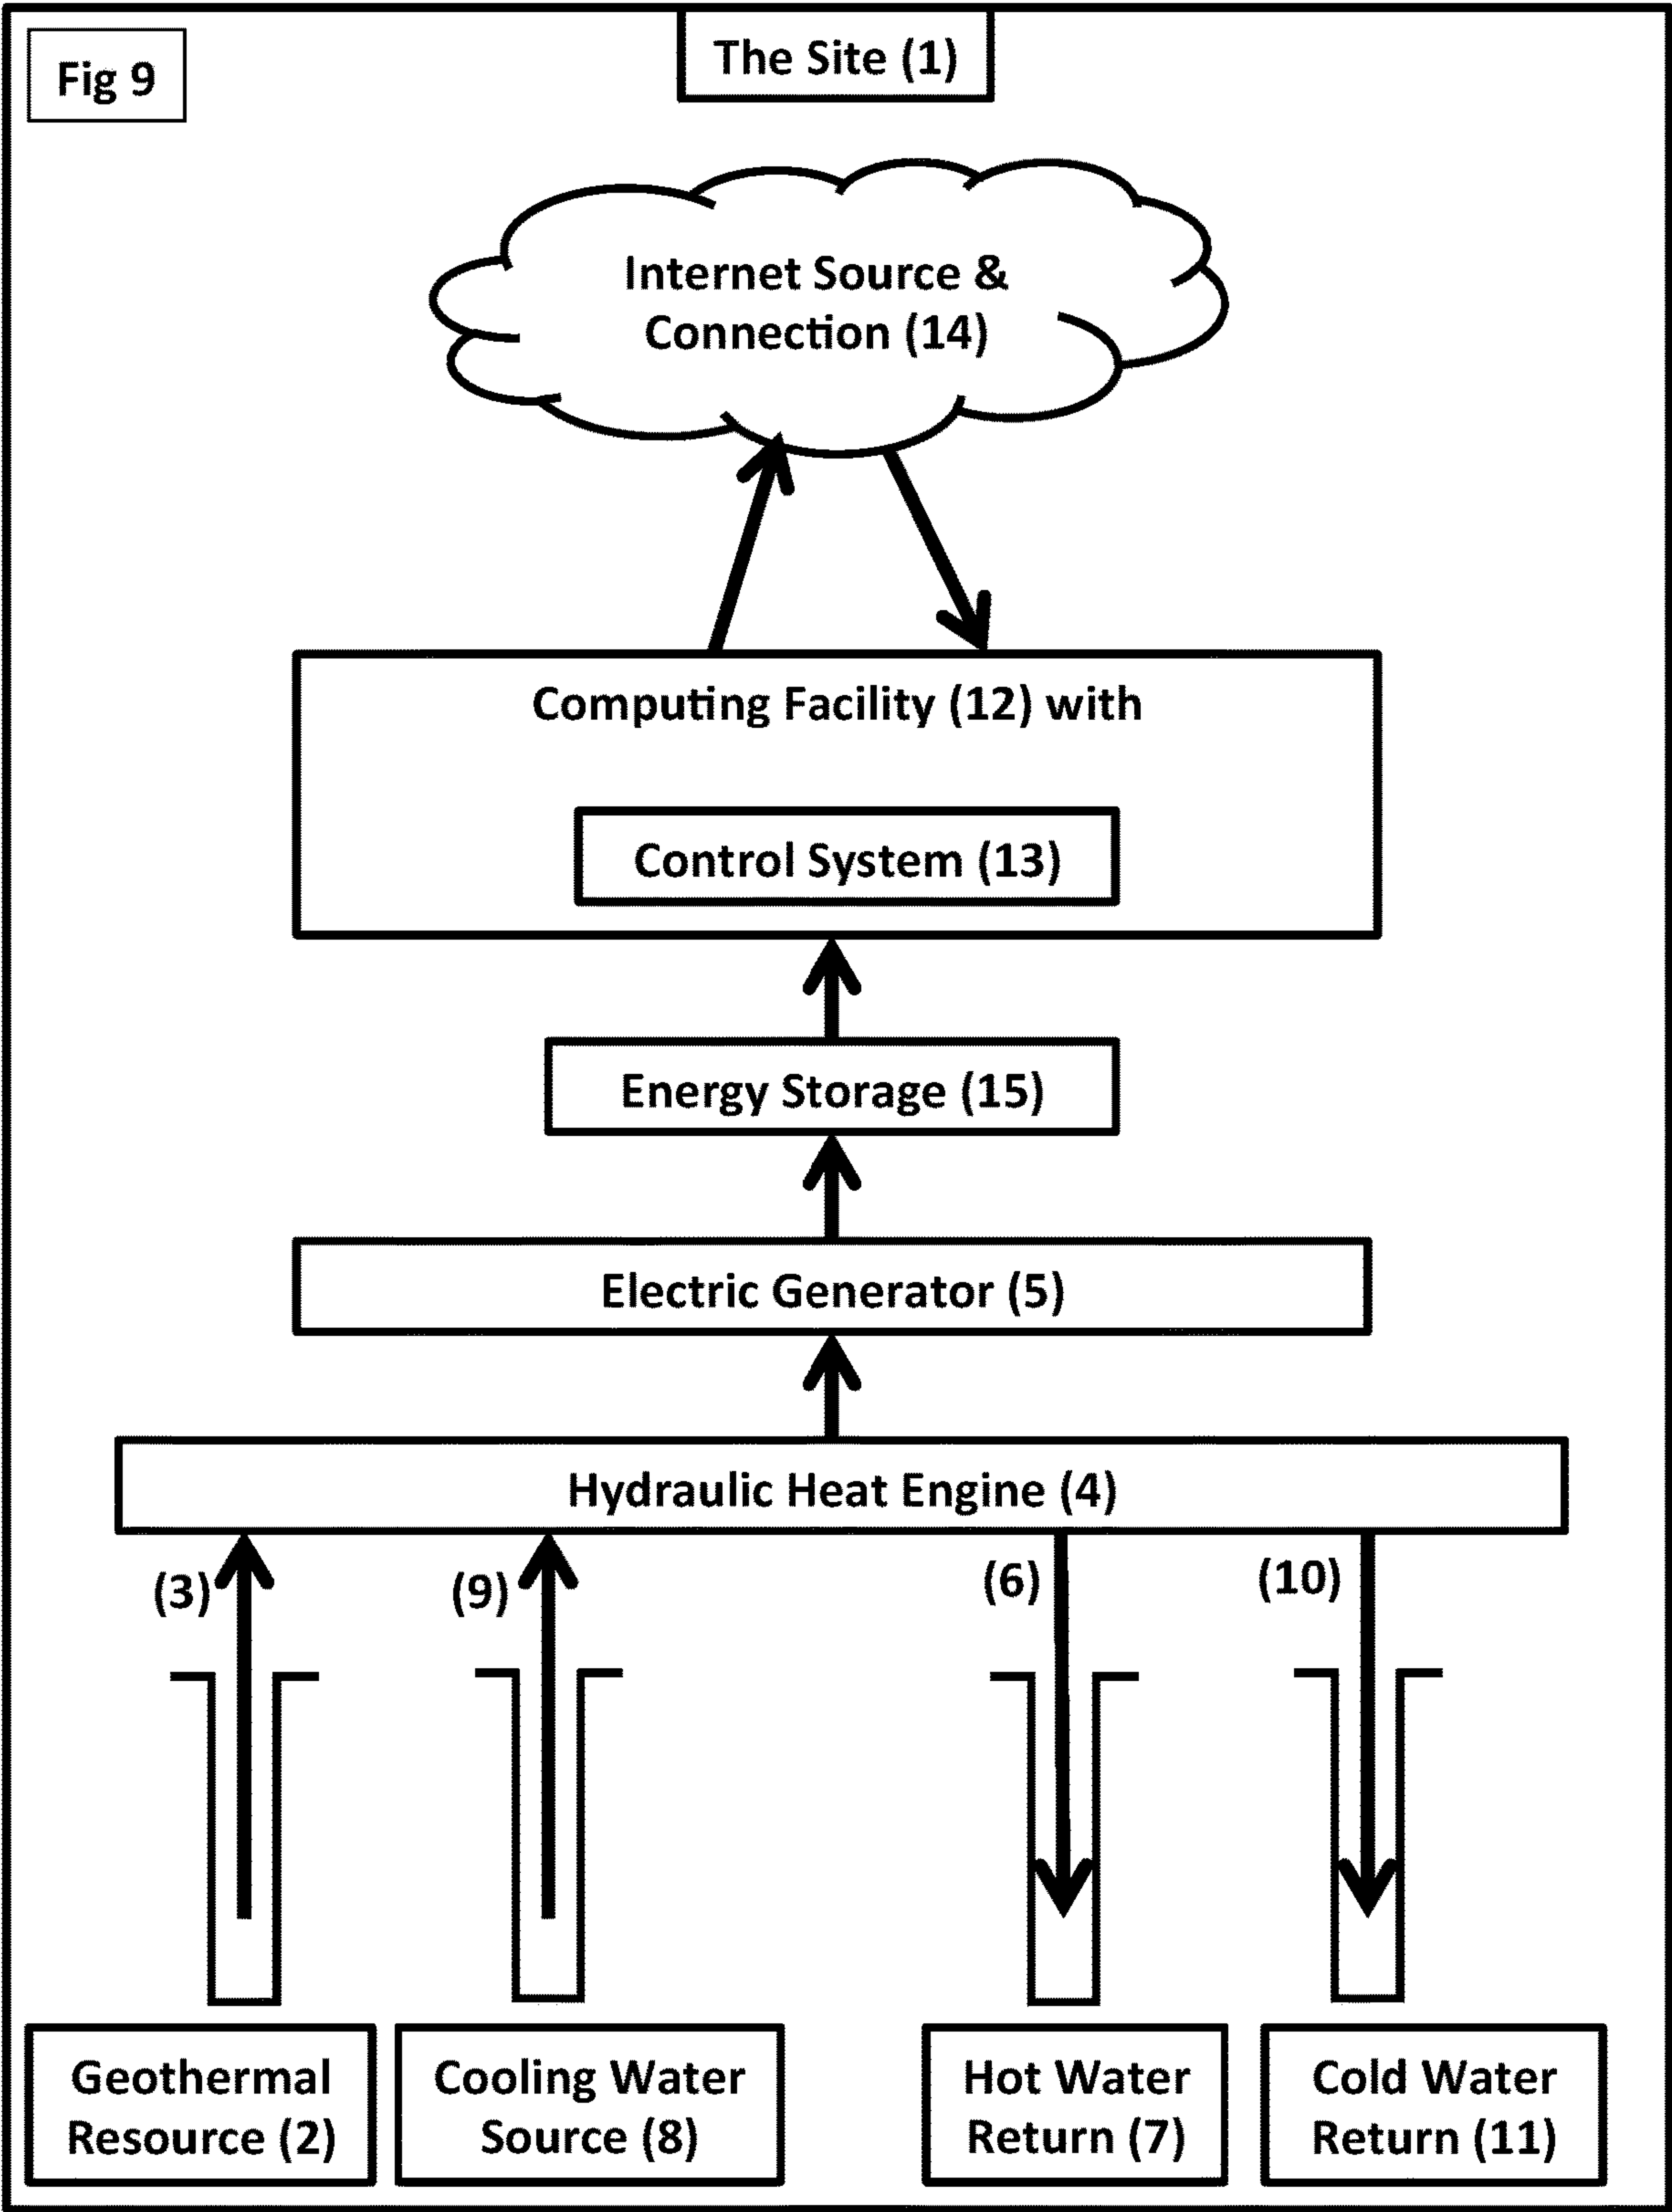 Fig 9
The Site (1)
Internet Source &
Connection (14)
Computing Facility (12) with
Control System (13)
Energy Storage (15)
Electric Generator (5)
Hydraulic Heat Engine (4)
(3)
(9)
(6)
(10)
Geothermal
Resource (2)
Cooling Water
Source (8)
Hot Water
Return (7)
Cold Water
Return (11)